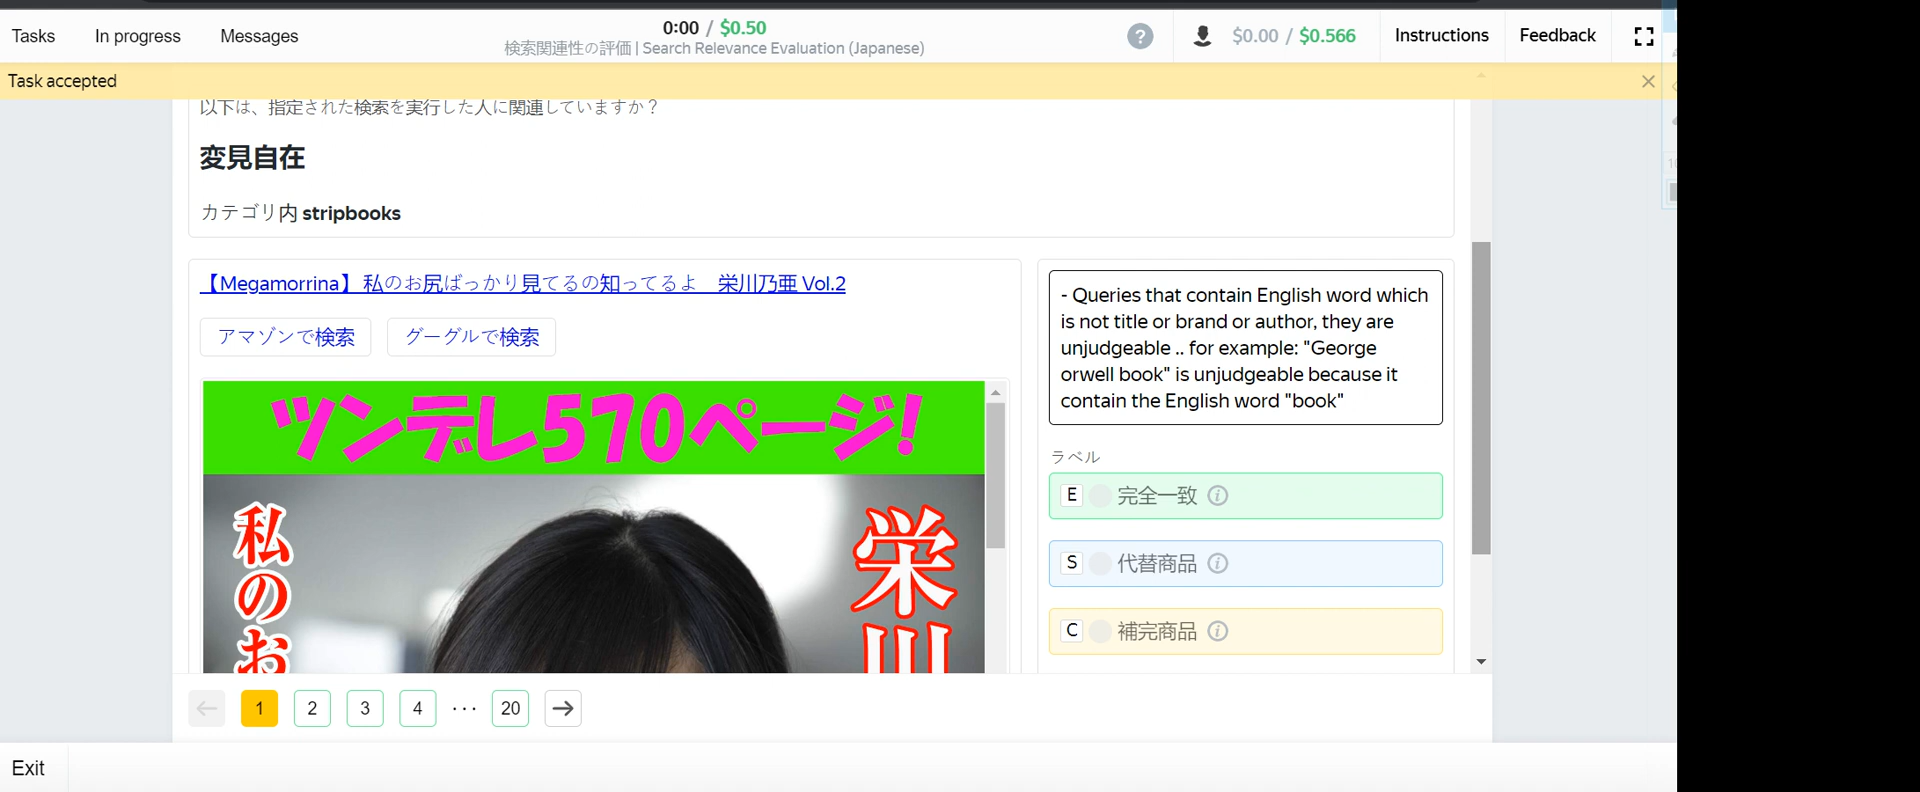 Tasks
In progress
Messages
0:00 / $0.50
検索関連性の評価 | Search Relevance Evaluation (Japanese)
$0.00 / $0.566
Instructions
Feedback
Task accepted
以下は、指定された検索を実行した人に関連していますか？
変見自在
カテゴリ内 stripbooks
【Megamorrina】 私のお尻ばっかり見てるの知ってるよ　栄川乃亜 Vol.2
アマゾンで検索
グーグルで検索
ツンデレ570ページ!
私のお
栄川
- Queries that contain English word which
is not title or brand or author, they are
unjudgeable .. for example: "George
orwell book" is unjudgeable because it
contain the English word "book"
ラベル
E 完全一致
S 代替商品
C 補完商品
1 2 3 4 ··· 20
Exit